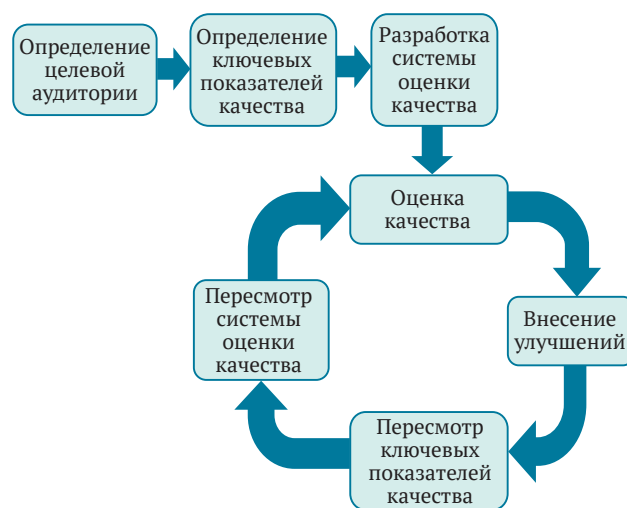 Определение
целевой
аудитории
Определение
ключевых
показателей
качества
Разработка
системы
оценки
качества
Оценка
качества
Внесение
улучшений
Пересмотр
ключевых
показателей
качества
Пересмотр
системы
оценки
качества